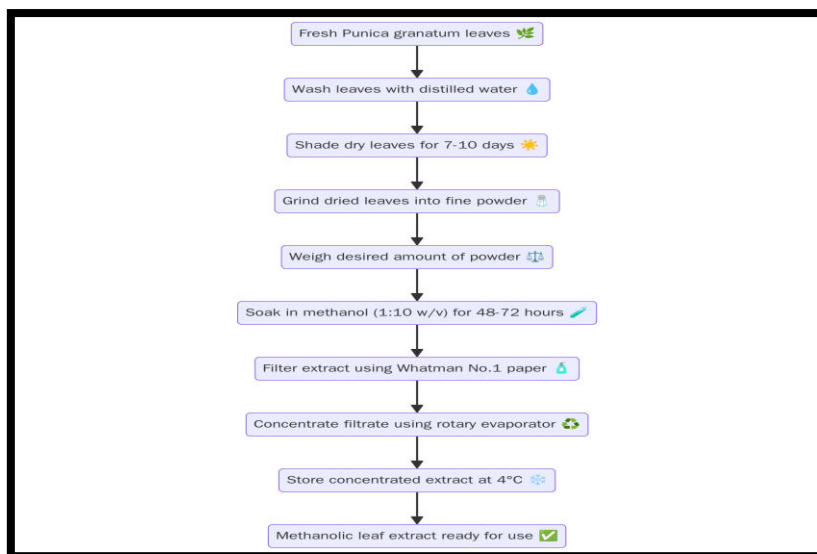 Fresh Punica granatum leaves 🌿
Wash leaves with distilled water 💧
Shade dry leaves for 7-10 days ☀️
Grind dried leaves into fine powder 🧂
Weigh desired amount of powder ⚖️
Soak in methanol (1:10 w/v) for 48-72 hours 🧪
Filter extract using Whatman No.1 paper 🧴
Concentrate filtrate using rotary evaporator ♻️
Store concentrated extract at 4°C ❄️
Methanolic leaf extract ready for use ✅